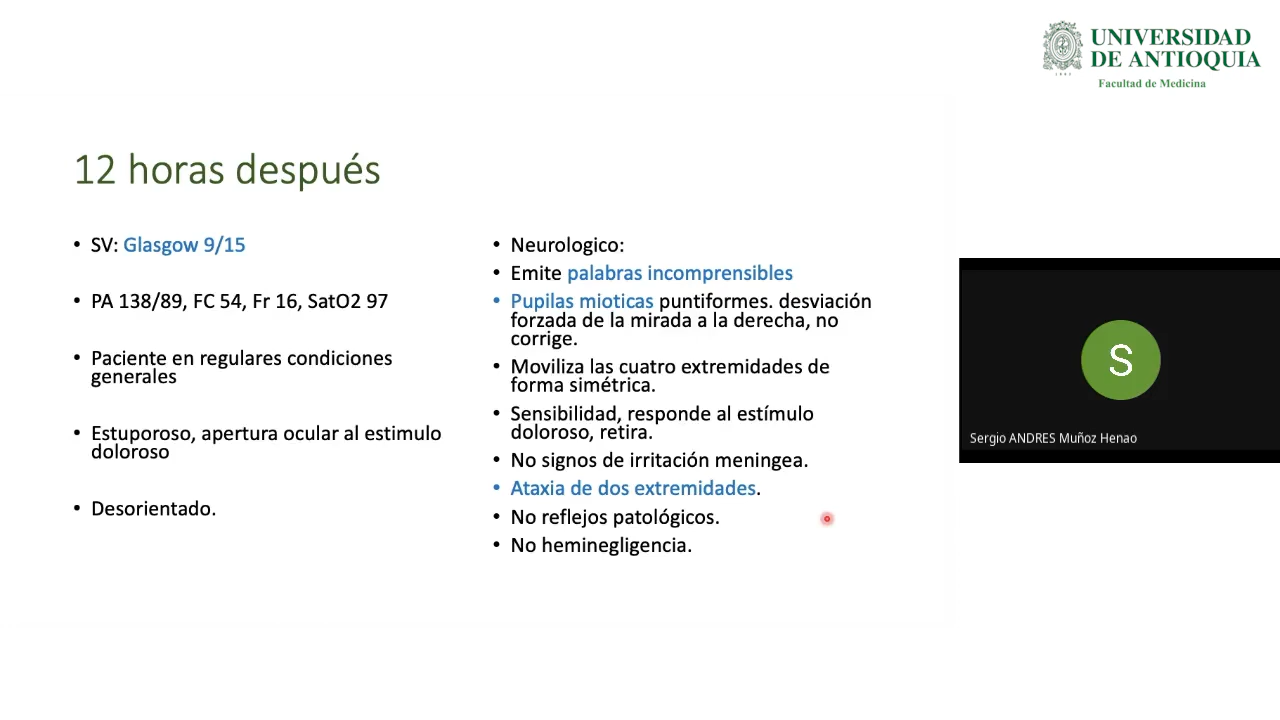 UNIVERSIDAD
DE ANTIOQUIA
1803
Facultad de Medicina
12 horas después
• SV: Glasgow 9/15
• PA 138/89, FC 54, Fr 16, SatO2 97
• Paciente en regulares condiciones
generales
• Estuporoso, apertura ocular al estimulo
doloroso
• Desorientado.
• Neurologico:
• Emite palabras incomprensibles
• Pupilas mioticas puntiformes. desviación
forzada de la mirada a la derecha, no
corrige.
• Moviliza las cuatro extremidades de
forma simétrica.
• Sensibilidad, responde al estímulo
doloroso, retira.
• No signos de irritación meningea.
• Ataxia de dos extremidades.
• No reflejos patológicos.
• No heminegligencia.
S
Sergio ANDRES Muñoz Henao